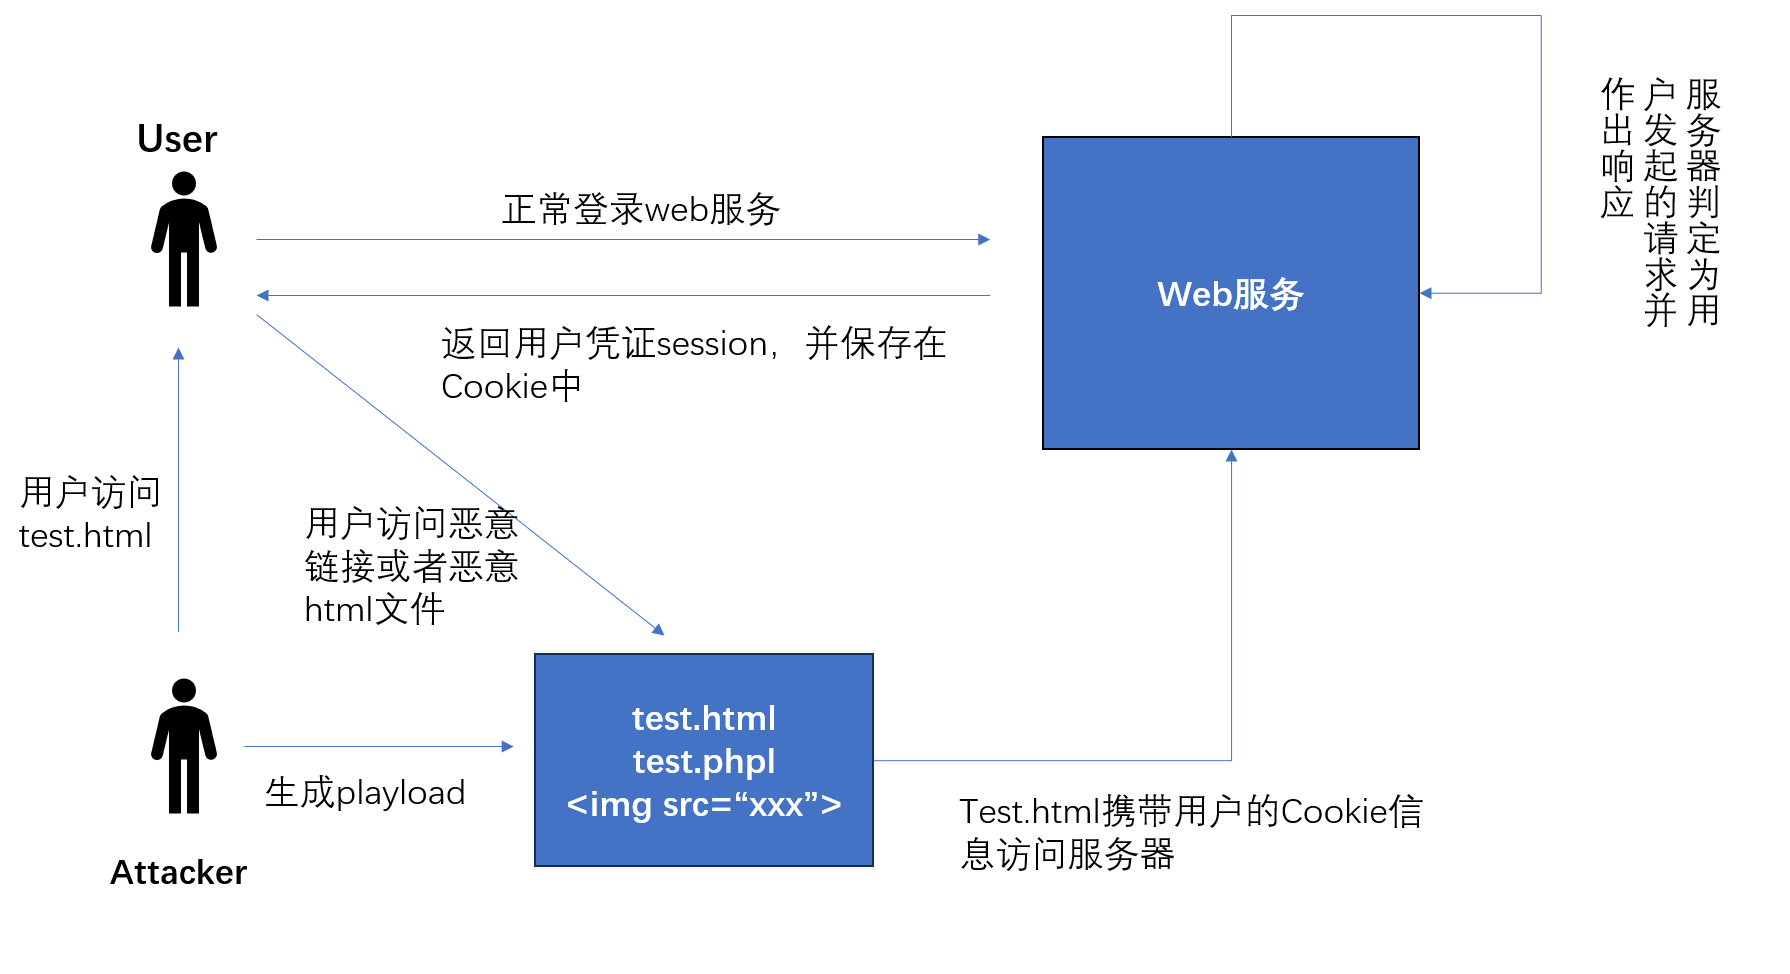 User
正常登录web服务
Web服务
服务器判定为用
户发起的请求并
作出响应
返回用户凭证session，并保存在
Cookie中
用户访问
test.html
用户访问恶意
链接或者恶意
html文件
test.html
test.phpl
<img src=“xxx”>
生成playload
Test.html携带用户的Cookie信
息访问服务器
Attacker